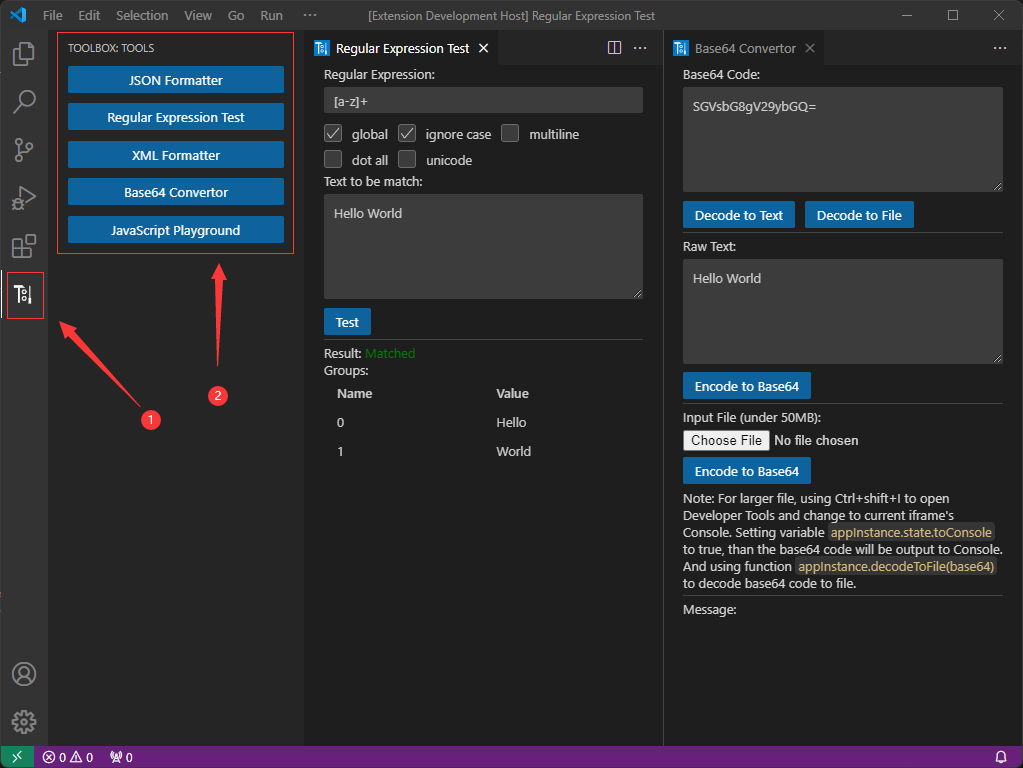 File Edit Selection View Go Run ··· [Extension Development Host] Regular Expression Test
TOOLBOX: TOOLS
JSON Formatter
Regular Expression Test
XML Formatter
Base64 Convertor
JavaScript Playground
1
2
Regular Expression Test
Regular Expression:
[a-z]+
global ignore case multiline
dot all unicode
Text to be match:
Hello World
Test
Result: Matched
Groups:
Name Value
0 Hello
1 World
Base64 Convertor
Base64 Code:
SGVsbG8gV29ybGQ=
Decode to Text Decode to File
Raw Text:
Hello World
Encode to Base64
Input File (under 50MB):
Choose File No file chosen
Encode to Base64
Note: For larger file, using Ctrl+shift+I to open
Developer Tools and change to current iframe's
Console. Setting variable appInstance.state.toConsole
to true, than the base64 code will be output to Console.
And using function appInstance.decodeToFile(base64)
to decode base64 code to file.
Message:
0 0 0